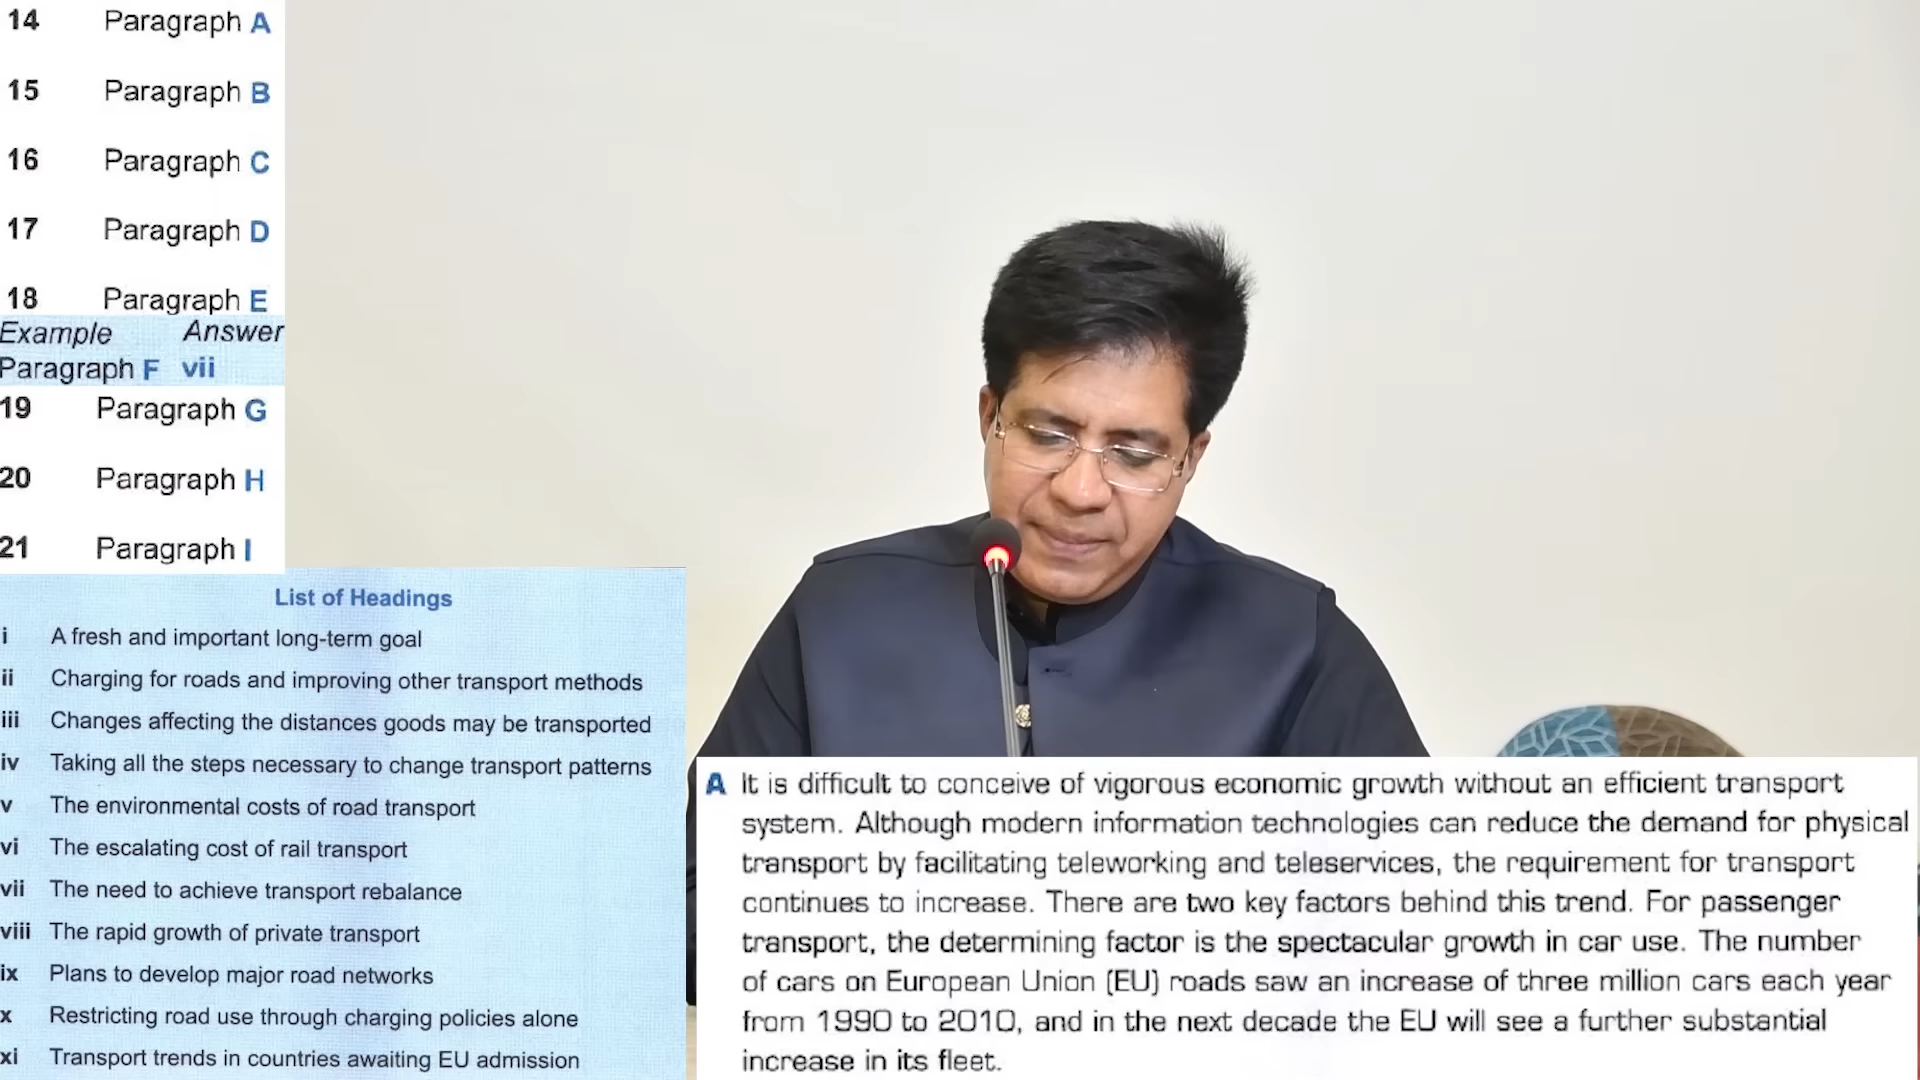 14 Paragraph A
15 Paragraph B
16 Paragraph C
17 Paragraph D
18 Paragraph E
Example Answer
Paragraph F vii
19 Paragraph G
20 Paragraph H
21 Paragraph I
List of Headings
i A fresh and important long-term goal
ii Charging for roads and improving other transport methods
iii Changes affecting the distances goods may be transported
iv Taking all the steps necessary to change transport patterns
v The environmental costs of road transport
vi The escalating cost of rail transport
vii The need to achieve transport rebalance
viii The rapid growth of private transport
ix Plans to develop major road networks
x Restricting road use through charging policies alone
xi Transport trends in countries awaiting EU admission
A It is difficult to conceive of vigorous economic growth without an efficient transport
system. Although modern information technologies can reduce the demand for physical
transport by facilitating teleworking and teleservices, the requirement for transport
continues to increase. There are two key factors behind this trend. For passenger
transport, the determining factor is the spectacular growth in car use. The number
of cars on European Union (EU) roads saw an increase of three million cars each year
from 1990 to 2010, and in the next decade the EU will see a further substantial
increase in its fleet.